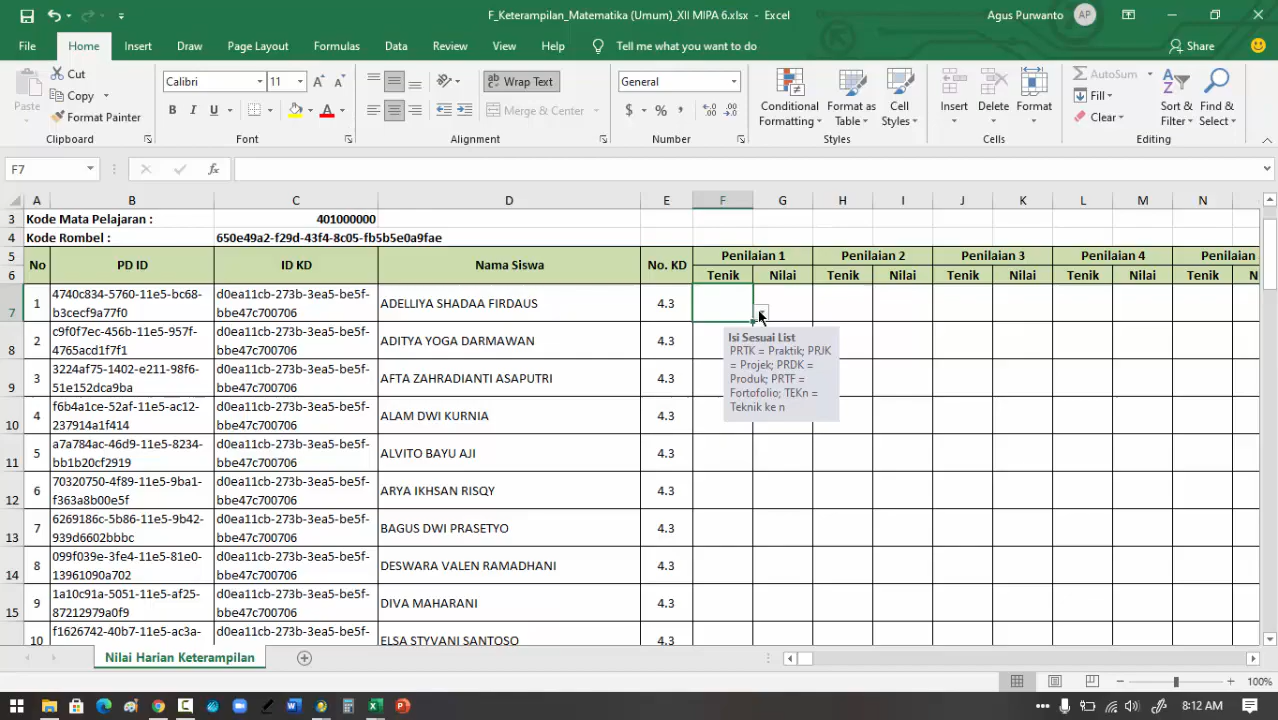 F_Keterampilan_Matematika (Umum)_XII MIPA 6.xlsx - Excel
Agus Purwanto AP
File Home Insert Draw Page Layout Formulas Data Review View Help Tell me what you want to do Share
Cut
Copy
Format Painter
Paste
Clipboard
Calibri 11
B I U
Font
Wrap Text
Merge & Center
Alignment
General
$ % ,
Number
Conditional Formatting
Format as Table
Cell Styles
Styles
Insert Delete Format
Cells
AutoSum
Fill
Clear
Sort & Filter
Find & Select
Editing
F7
fx
A B C D E F G H I J K L M N
3 Kode Mata Pelajaran : 401000000
4 Kode Rombel : 650e49a2-f29d-43f4-8c05-fb5b5e0a9fae
5 No PD ID ID KD Nama Siswa No. KD Penilaian 1 Penilaian 2 Penilaian 3 Penilaian 4 Penilaian
6 Tenik Nilai Tenik Nilai Tenik Nilai Tenik Nilai Tenik N
7 1 4740c834-5760-11e5-bc68-b3cecf9a77f0 d0ea11cb-273b-3ea5-be5f-bbe47c700706 ADELLIYA SHADAA FIRDAUS 4.3
8 2 c9f0f7ec-456b-11e5-957f-4765acd1f7f1 d0ea11cb-273b-3ea5-be5f-bbe47c700706 ADITYA YOGA DARMAWAN 4.3
9 3 3224af75-1402-e211-98f6-51e152dca9ba d0ea11cb-273b-3ea5-be5f-bbe47c700706 AFTA ZAHRADIANTI ASAPUTRI 4.3
10 4 f6b4a1ce-52af-11e5-ac12-237914a1f414 d0ea11cb-273b-3ea5-be5f-bbe47c700706 ALAM DWI KURNIA 4.3
11 5 a7a784ac-46d9-11e5-8234-bb1b20cf2919 d0ea11cb-273b-3ea5-be5f-bbe47c700706 ALVITO BAYU AJI 4.3
12 6 70320750-4f89-11e5-9ba1-f363a8b00e5f d0ea11cb-273b-3ea5-be5f-bbe47c700706 ARYA IKHSAN RISQY 4.3
13 7 6269186c-5b86-11e5-9b42-939d6602bbbc d0ea11cb-273b-3ea5-be5f-bbe47c700706 BAGUS DWI PRASETYO 4.3
14 8 099f039e-3fe4-11e5-81e0-13961090a702 d0ea11cb-273b-3ea5-be5f-bbe47c700706 DESWARA VALEN RAMADHANI 4.3
15 9 1a10c91a-5051-11e5-af25-87212979a0f9 d0ea11cb-273b-3ea5-be5f-bbe47c700706 DIVA MAHARANI 4.3
10 f1626742-40b7-11e5-ac3a- d0ea11cb-273b-3ea5-be5f- ELSA STYVANI SANTOSO 4.3
Isi Sesuai List
PRTK = Praktik; PRJK
= Projek; PRDK =
Produk; PRTF =
Fortofolio; TEKn =
Teknik ke n
Nilai Harian Keterampilan
100%
8:12 AM